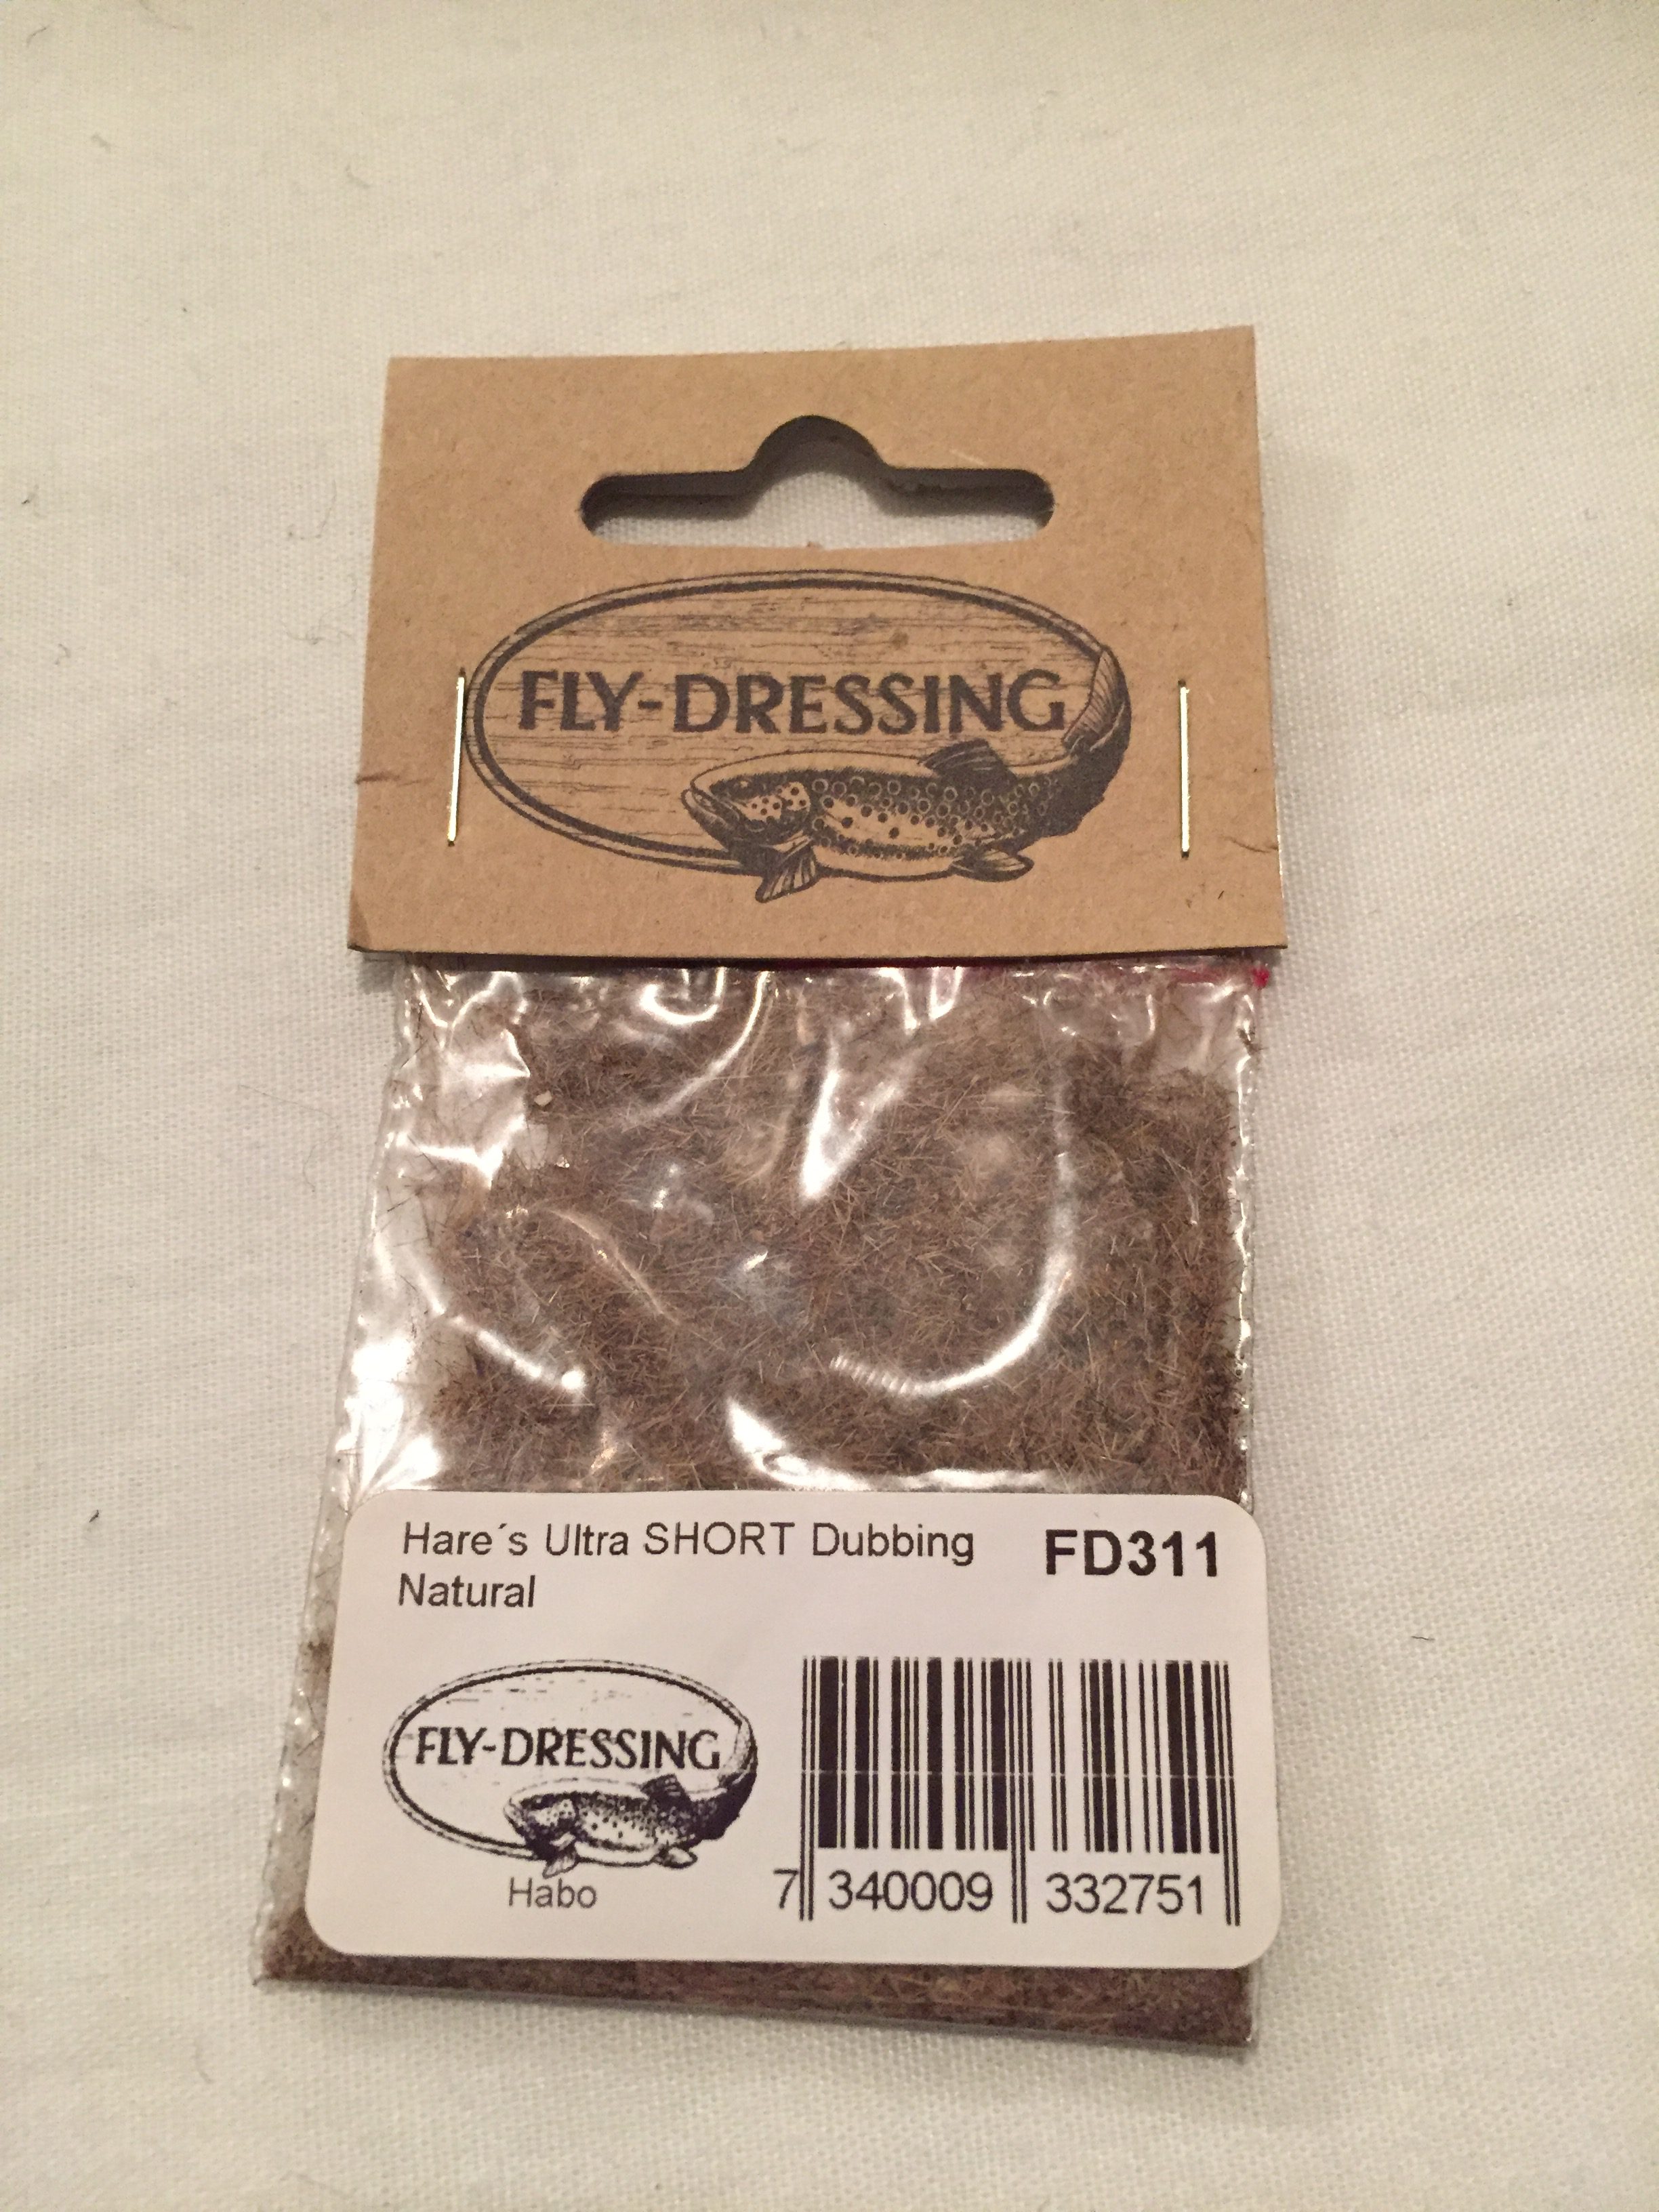 FLY-DRESSING
Hare´s Ultra SHORT Dubbing FD311
Natural
FLY-DRESSING
Habo
7 340009 332751